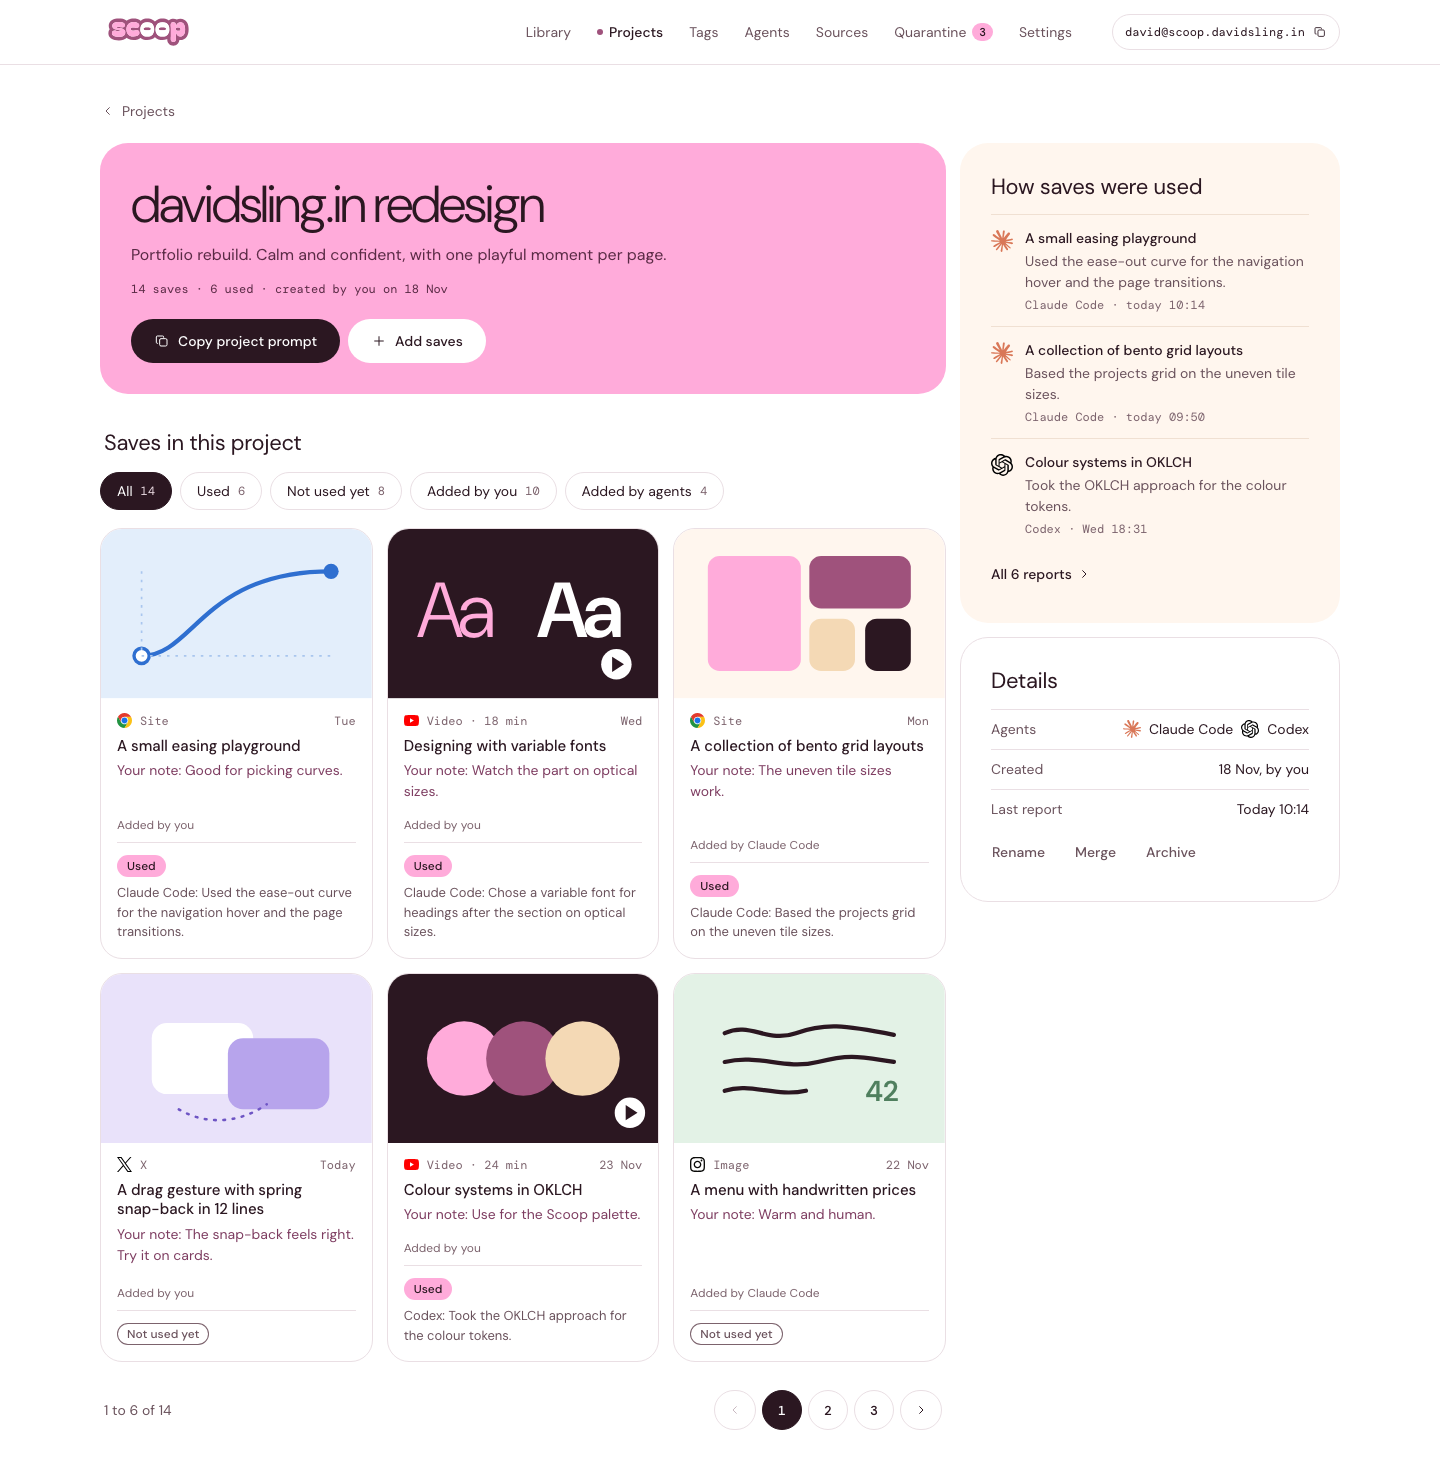 scoop
Library
Projects
Tags
Agents
Sources
Quarantine 3
Settings
david@scoop.davidsling.in
Projects
davidsling.in redesign
Portfolio rebuild. Calm and confident, with one playful moment per page.
14 saves · 6 used · created by you on 18 Nov
Copy project prompt
Add saves
Saves in this project
All 14
Used 6
Not used yet 8
Added by you 10
Added by agents 4
Site
Tue
A small easing playground
Your note: Good for picking curves.
Added by you
Used
Claude Code: Used the ease-out curve
for the navigation hover and the page
transitions.
Aa Aa
Video · 18 min
Wed
Designing with variable fonts
Your note: Watch the part on optical
sizes.
Added by you
Used
Claude Code: Chose a variable font for
headings after the section on optical
sizes.
Site
Mon
A collection of bento grid layouts
Your note: The uneven tile sizes
work.
Added by Claude Code
Used
Claude Code: Based the projects grid
on the uneven tile sizes.
X
Today
A drag gesture with spring
snap-back in 12 lines
Your note: The snap-back feels right.
Try it on cards.
Added by you
Not used yet
Video · 24 min
23 Nov
Colour systems in OKLCH
Your note: Use for the Scoop palette.
Added by you
Used
Codex: Took the OKLCH approach for
the colour tokens.
42
Image
22 Nov
A menu with handwritten prices
Your note: Warm and human.
Added by Claude Code
Not used yet
1 to 6 of 14
1
2
3
How saves were used
A small easing playground
Used the ease-out curve for the navigation
hover and the page transitions.
Claude Code · today 10:14
A collection of bento grid layouts
Based the projects grid on the uneven tile
sizes.
Claude Code · today 09:50
Colour systems in OKLCH
Took the OKLCH approach for the colour
tokens.
Codex · Wed 18:31
All 6 reports
Details
Agents
Claude Code
Codex
Created
18 Nov, by you
Last report
Today 10:14
Rename
Merge
Archive